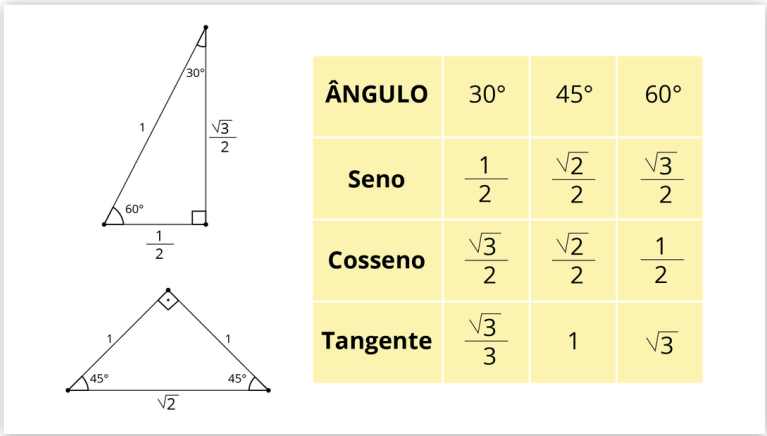 30°
1
√3/2
60°
1/2
1
1
45°
45°
√2
ÂNGULO 30° 45° 60°
Seno 1/2 √2/2 √3/2
Cosseno √3/2 √2/2 1/2
Tangente √3/3 1 √3